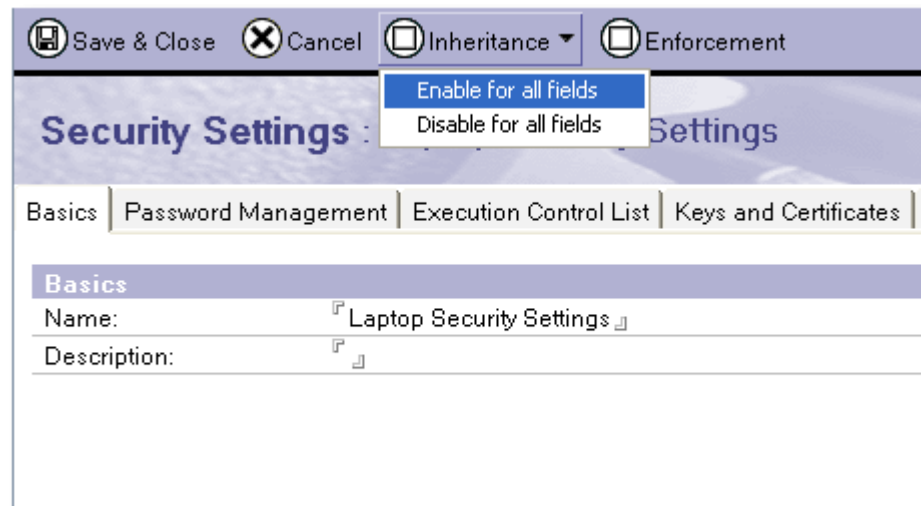 Save & Close Cancel Inheritance Enforcement
Enable for all fields
Disable for all fields
Security Settings : Settings
Basics Password Management Execution Control List Keys and Certificates
Basics
Name: Laptop Security Settings
Description: